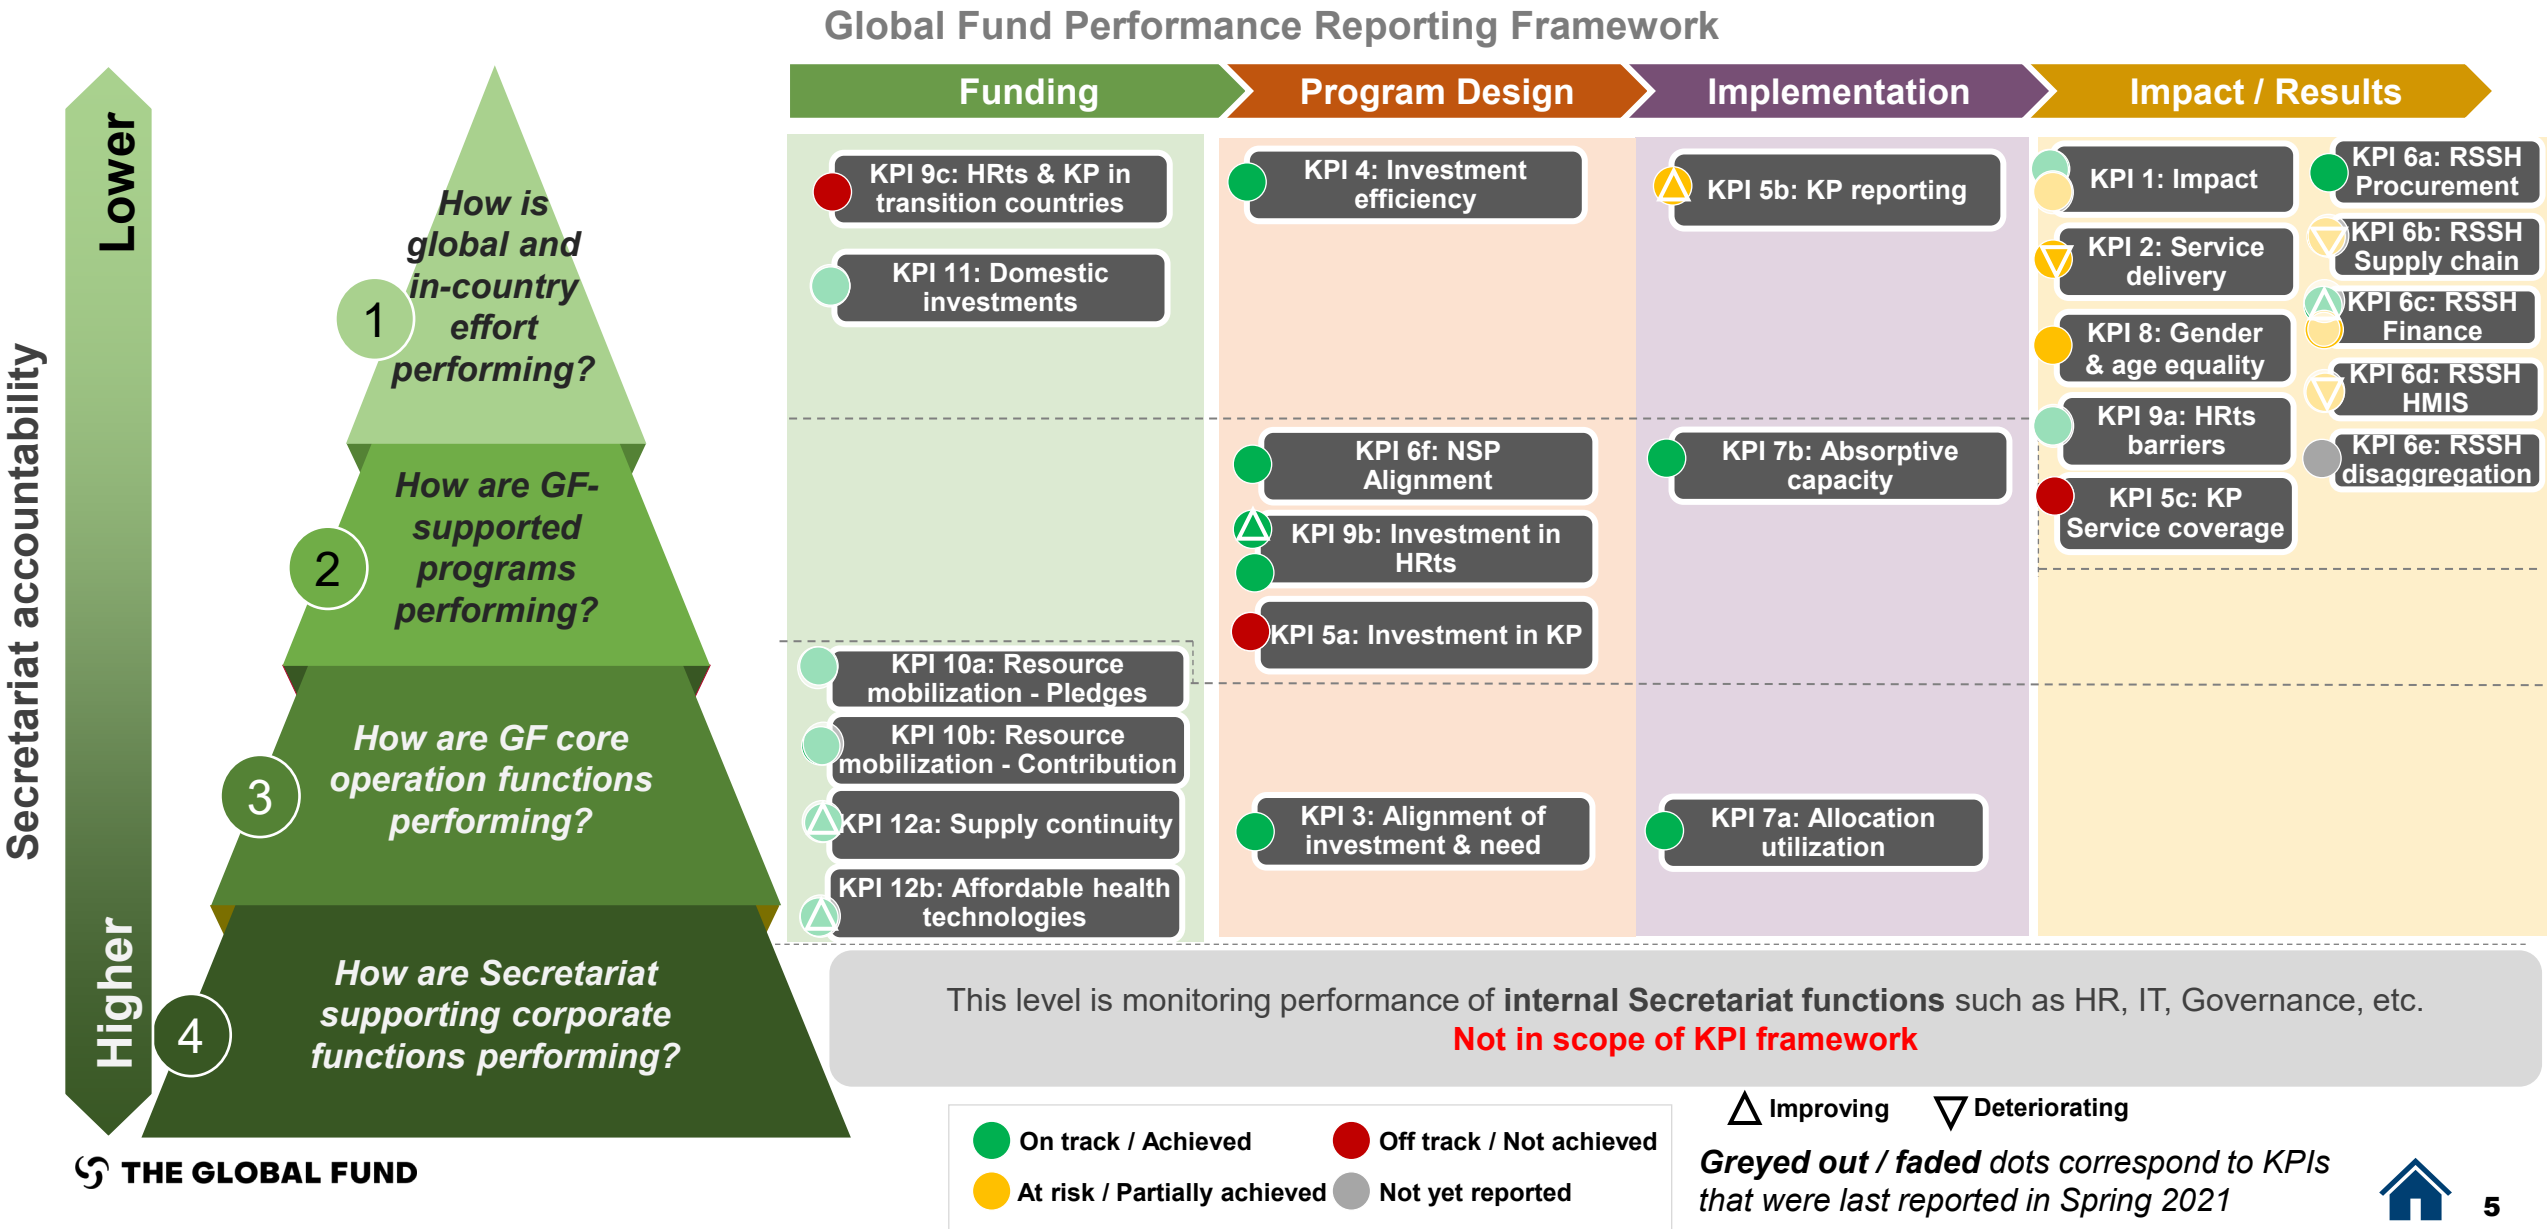 Global Fund Performance Reporting Framework
Secretariat accountability
Lower
Higher
1
How is
global and
in-country
effort
performing?
2
How are GF-
supported
programs
performing?
3
How are GF core
operation functions
performing?
4
How are Secretariat
supporting corporate
functions performing?
Funding
Program Design
Implementation
Impact / Results
KPI 9c: HRts & KP in
transition countries
KPI 11: Domestic
investments
KPI 10a: Resource
mobilization - Pledges
KPI 10b: Resource
mobilization - Contribution
KPI 12a: Supply continuity
KPI 12b: Affordable health
technologies
KPI 4: Investment
efficiency
KPI 6f: NSP
Alignment
KPI 9b: Investment in
HRts
KPI 5a: Investment in KP
KPI 3: Alignment of
investment & need
KPI 5b: KP reporting
KPI 7b: Absorptive
capacity
KPI 7a: Allocation
utilization
KPI 1: Impact
KPI 2: Service
delivery
KPI 8: Gender
& age equality
KPI 9a: HRts
barriers
KPI 5c: KP
Service coverage
KPI 6a: RSSH
Procurement
KPI 6b: RSSH
Supply chain
KPI 6c: RSSH
Finance
KPI 6d: RSSH
HMIS
KPI 6e: RSSH
disaggregation
This level is monitoring performance of internal Secretariat functions such as HR, IT, Governance, etc.
Not in scope of KPI framework
On track / Achieved
Off track / Not achieved
At risk / Partially achieved
Not yet reported
Improving
Deteriorating
Greyed out / faded dots correspond to KPIs
that were last reported in Spring 2021
THE GLOBAL FUND
5